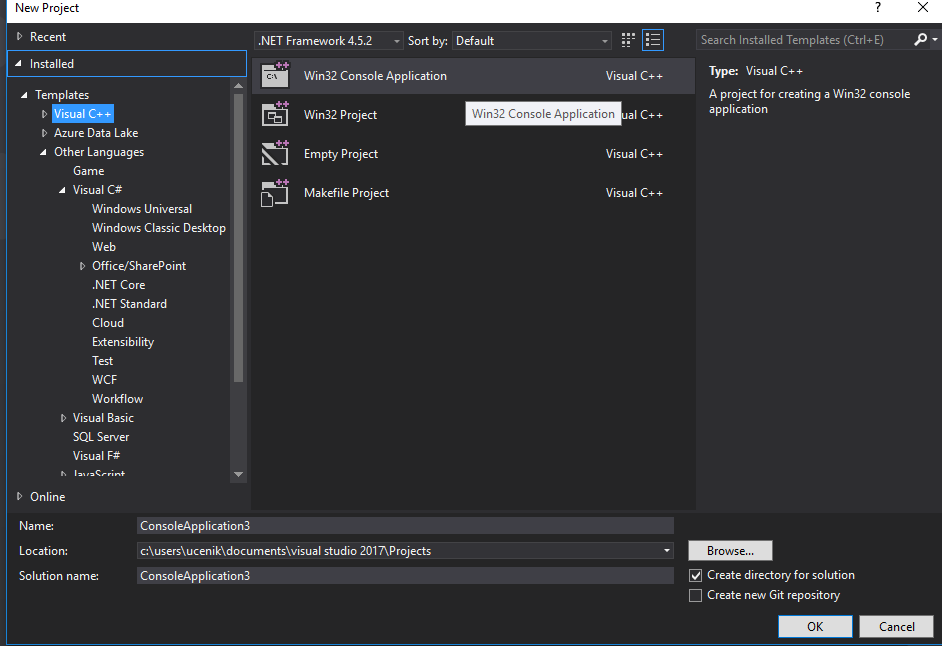 New Project
?
Recent
.NET Framework 4.5.2
Sort by:
Default
Search Installed Templates (Ctrl+E)
Installed
Templates
Visual C++
Azure Data Lake
Other Languages
Game
Visual C#
Windows Universal
Windows Classic Desktop
Web
Office/SharePoint
.NET Core
.NET Standard
Cloud
Extensibility
Test
WCF
Workflow
Visual Basic
SQL Server
Visual F#
JavaScript
Online
Win32 Console Application Visual C++
Win32 Project
Win32 Console Application
ual C++
Empty Project Visual C++
Makefile Project Visual C++
Type: Visual C++
A project for creating a Win32 console
application
Name: ConsoleApplication3
Location: c:\users\ucenik\documents\visual studio 2017\Projects
Browse...
Solution name: ConsoleApplication3
Create directory for solution
Create new Git repository
OK
Cancel